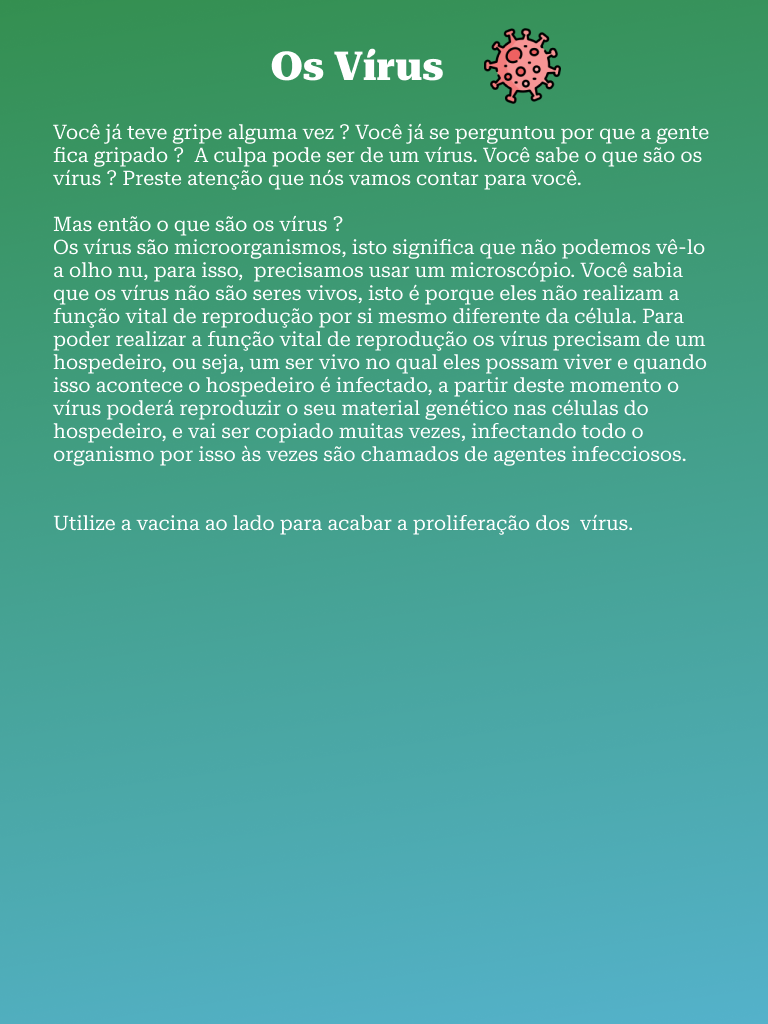 Os Vírus
Você já teve gripe alguma vez ? Você já se perguntou por que a gente
fica gripado ?  A culpa pode ser de um vírus. Você sabe o que são os
vírus ? Preste atenção que nós vamos contar para você.
Mas então o que são os vírus ?
Os vírus são microorganismos, isto significa que não podemos vê-lo
a olho nu, para isso,  precisamos usar um microscópio. Você sabia
que os vírus não são seres vivos, isto é porque eles não realizam a
função vital de reprodução por si mesmo diferente da célula. Para
poder realizar a função vital de reprodução os vírus precisam de um
hospedeiro, ou seja, um ser vivo no qual eles possam viver e quando
isso acontece o hospedeiro é infectado, a partir deste momento o
vírus poderá reproduzir o seu material genético nas células do
hospedeiro, e vai ser copiado muitas vezes, infectando todo o
organismo por isso às vezes são chamados de agentes infecciosos.
Utilize a vacina ao lado para acabar a proliferação dos  vírus.